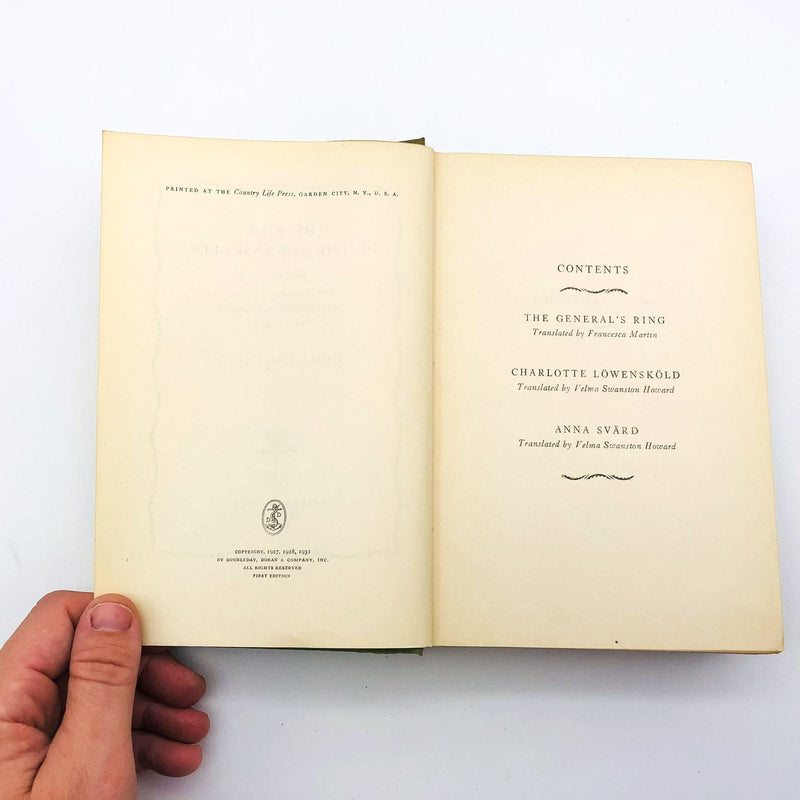 PRINTED AT THE Country Life Press, GARDEN CITY, N. Y., U. S. A.
D D
COPYRIGHT, 1927, 1928, 1931
BY DOUBLEDAY, DORAN & COMPANY, INC.
ALL RIGHTS RESERVED
FIRST EDITION
CONTENTS
THE GENERAL'S RING
Translated by Francesca Martin
CHARLOTTE LÖWENSKÖLD
Translated by Velma Swanston Howard
ANNA SVÄRD
Translated by Velma Swanston Howard